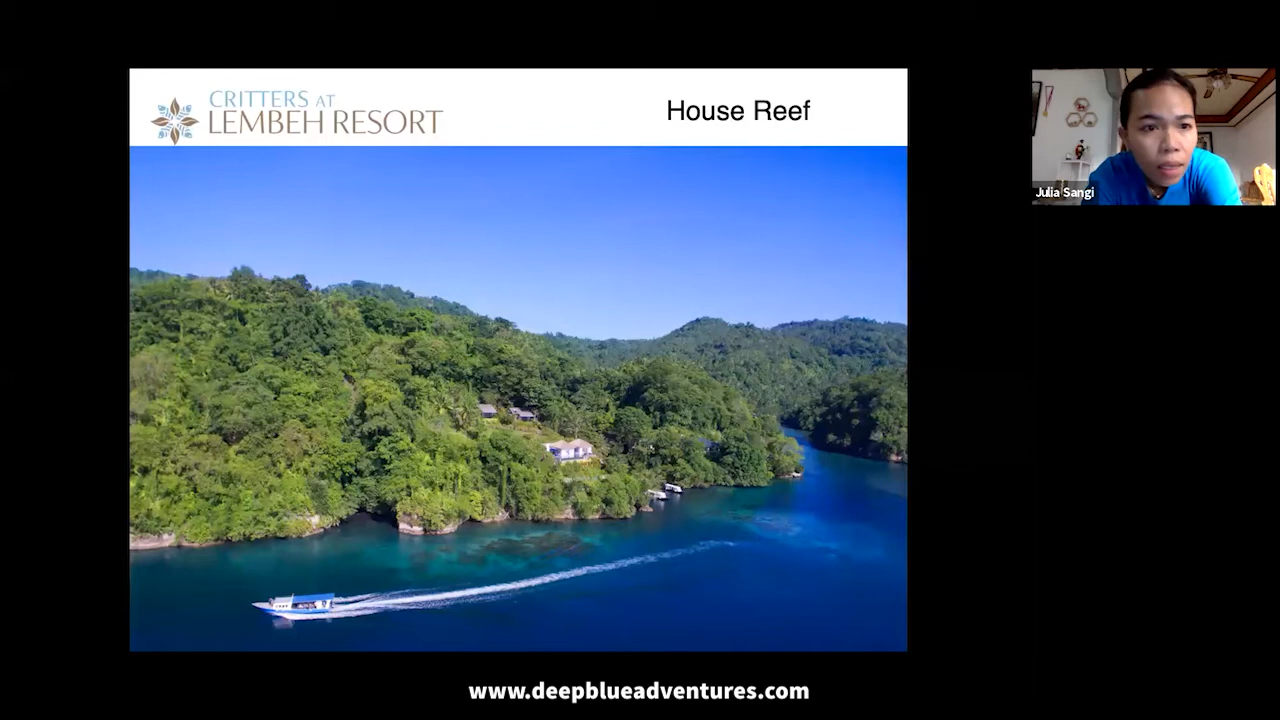 CRITTERS AT
LEMBEH RESORT
House Reef
Julia Sangi
www.deepblueadventures.com